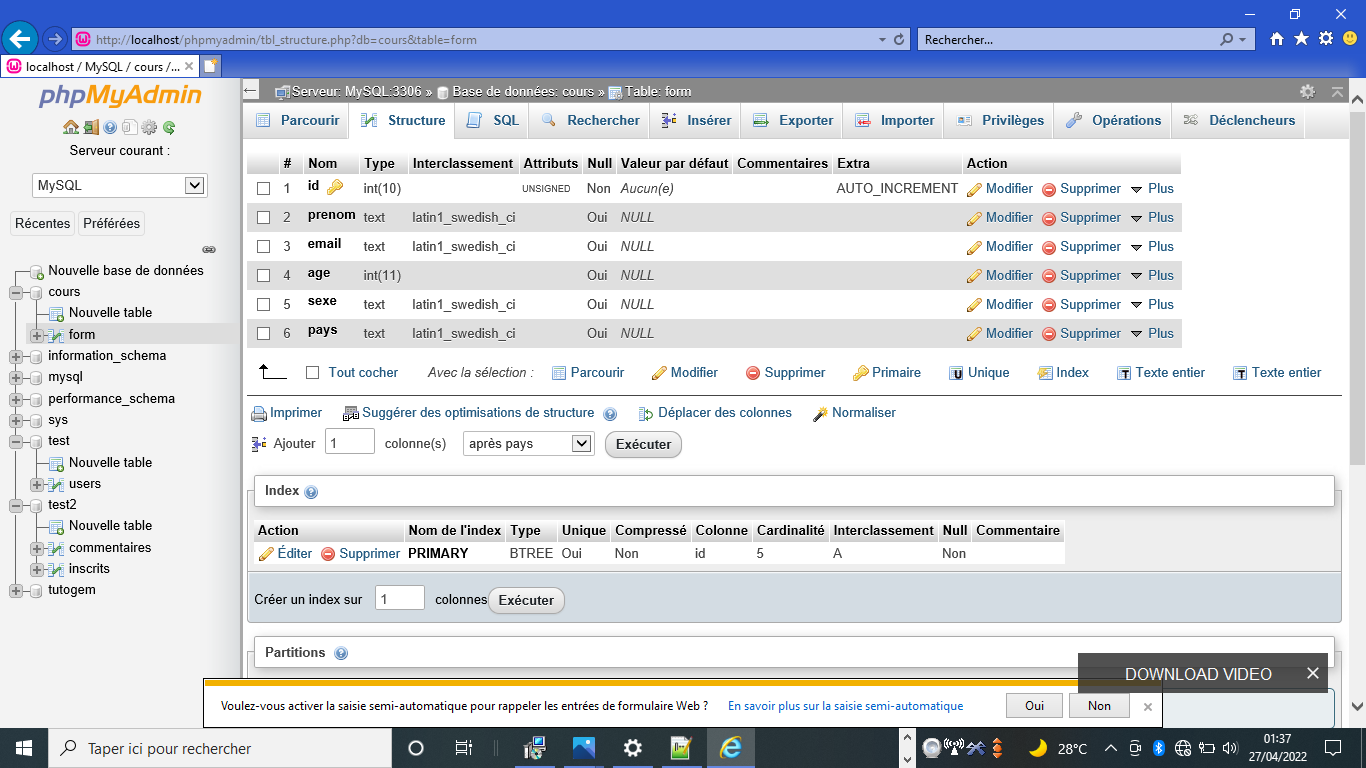 http://localhost/phpmyadmin/tbl_structure.php?db=cours&table=form
Rechercher...
localhost / MySQL / cours /...
phpMyAdmin
Serveur courant :
MySQL
Récentes
Préférées
Nouvelle base de données
cours
Nouvelle table
form
information_schema
mysql
performance_schema
sys
test
Nouvelle table
users
test2
Nouvelle table
commentaires
inscrits
tutogem
Serveur: MySQL:3306 » Base de données: cours » Table: form
Parcourir Structure SQL Rechercher Insérer Exporter Importer Privilèges Opérations Déclencheurs
# Nom Type Interclassement Attributs Null Valeur par défaut Commentaires Extra Action
1 id int(10) UNSIGNED Non Aucun(e) AUTO_INCREMENT Modifier Supprimer Plus
2 prenom text latin1_swedish_ci Oui NULL Modifier Supprimer Plus
3 email text latin1_swedish_ci Oui NULL Modifier Supprimer Plus
4 age int(11) Oui NULL Modifier Supprimer Plus
5 sexe text latin1_swedish_ci Oui NULL Modifier Supprimer Plus
6 pays text latin1_swedish_ci Oui NULL Modifier Supprimer Plus
Tout cocher Avec la sélection : Parcourir Modifier Supprimer Primaire Unique Index Texte entier Texte entier
Imprimer Suggérer des optimisations de structure Déplacer des colonnes Normaliser
Ajouter 1 colonne(s) après pays Exécuter
Index
Action Nom de l'index Type Unique Compressé Colonne Cardinalité Interclassement Null Commentaire
Éditer Supprimer PRIMARY BTREE Oui Non id 5 A Non
Créer un index sur 1 colonnes Exécuter
Partitions
DOWNLOAD VIDEO
Voulez-vous activer la saisie semi-automatique pour rappeler les entrées de formulaire Web ? En savoir plus sur la saisie semi-automatique Oui Non
Taper ici pour rechercher
28°C
01:37
27/04/2022